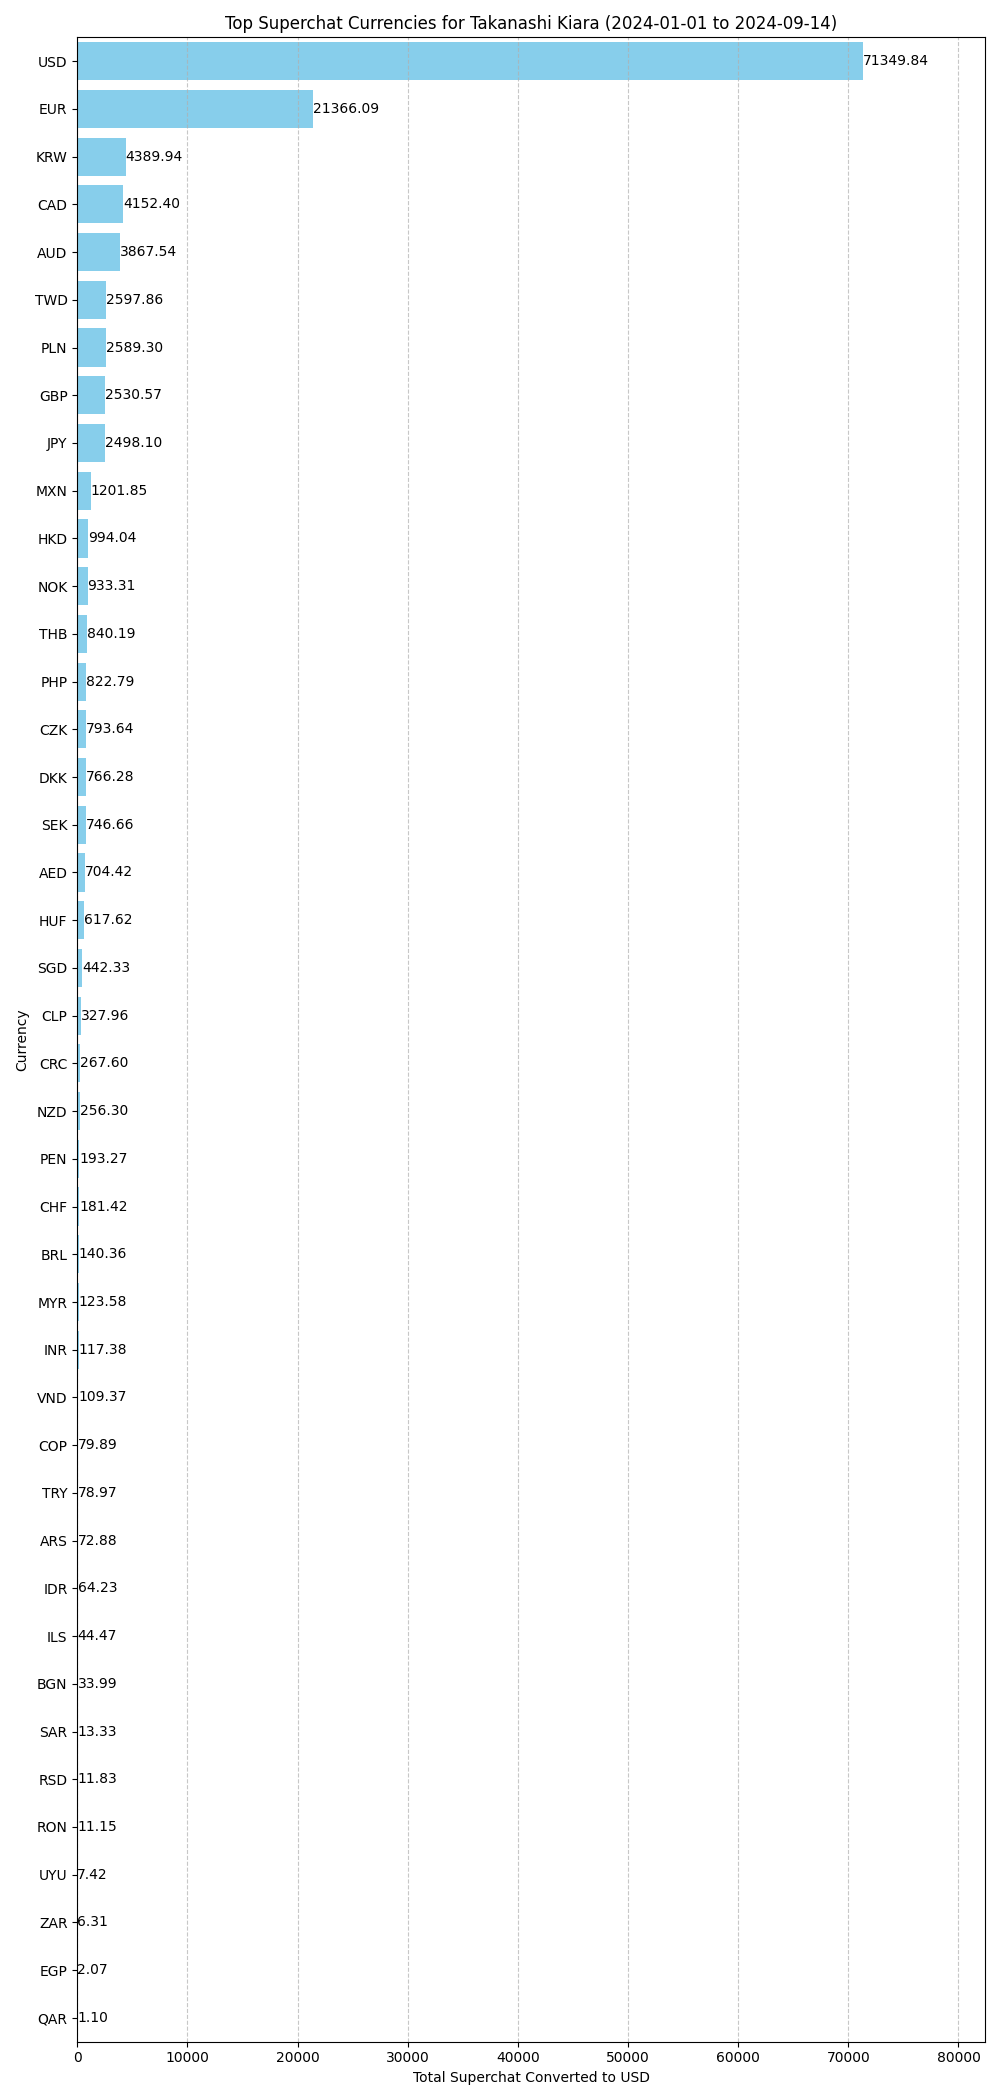 Top Superchat Currencies for Takanashi Kiara (2024-01-01 to 2024-09-14)
USD 71349.84
EUR 21366.09
KRW 4389.94
CAD 4152.40
AUD 3867.54
TWD 2597.86
PLN 2589.30
GBP 2530.57
JPY 2498.10
MXN 1201.85
HKD 994.04
NOK 933.31
THB 840.19
PHP 822.79
CZK 793.64
DKK 766.28
SEK 746.66
AED 704.42
HUF 617.62
SGD 442.33
CLP 327.96
Currency
CRC 267.60
NZD 256.30
PEN 193.27
CHF 181.42
BRL 140.36
MYR 123.58
INR 117.38
VND 109.37
COP 79.89
TRY 78.97
ARS 72.88
IDR 64.23
ILS 44.47
BGN 33.99
SAR 13.33
RSD 11.83
RON 11.15
UYU 7.42
ZAR 6.31
EGP 2.07
QAR 1.10
0 10000 20000 30000 40000 50000 60000 70000 80000
Total Superchat Converted to USD